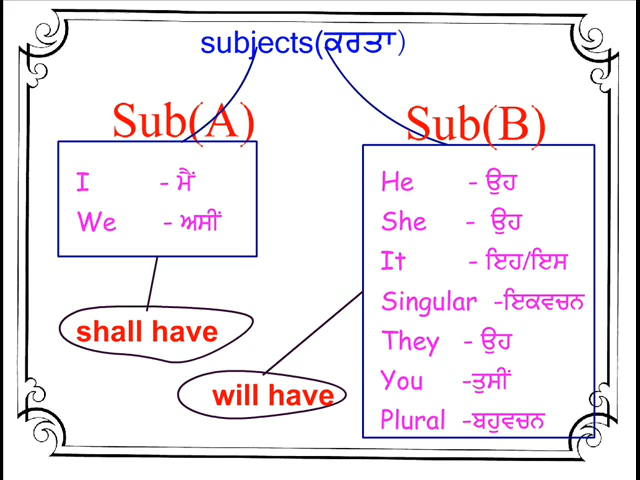 subjects(ਕਰਤਾ)
Sub(A)
I - ਮੈਂ
We - ਅਸੀਂ
shall have
Sub(B)
He - ਉਹ
She - ਉਹ
It - ਇਹ/ਇਸ
Singular -ਇਕਵਚਨ
They - ਉਹ
You -ਤੁਸੀਂ
Plural -ਬਹੁਵਚਨ
will have